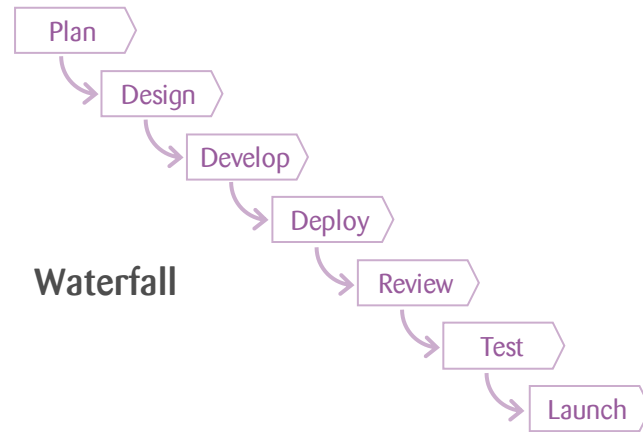 Plan
Design
Develop
Deploy
Waterfall
Review
Test
Launch